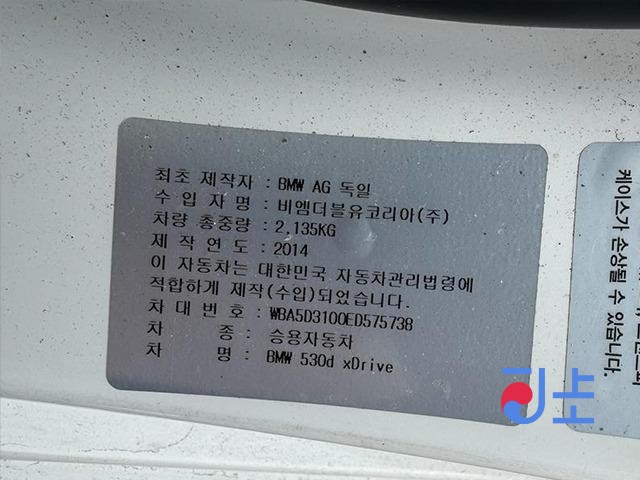 최초 제작자 : BMW AG 독일
수 입 자 명 : 비엠더블유코리아(주)
차량 총중량 : 2,135KG
제 작 연 도 : 2014
이 자동차는 대한민국 자동차관리법령에
적합하게 제작(수입)되었습니다.
차 대 번 호 : WBA5D3100ED575738
차 종 : 승용자동차
차 명 : BMW 530d xDrive
케이스가 손상될 수
있습니다.